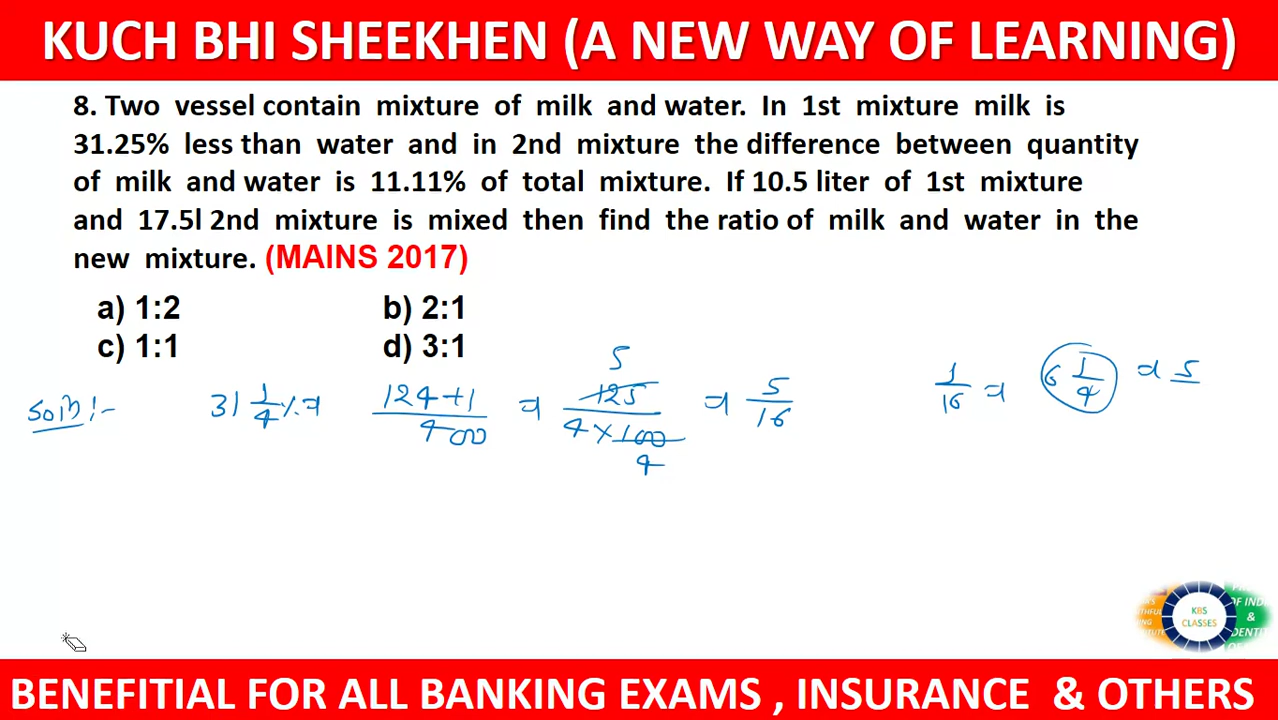 KUCH BHI SHEEKHEN (A NEW WAY OF LEARNING)
8. Two vessel contain mixture of milk and water. In 1st mixture milk is
31.25% less than water and in 2nd mixture the difference between quantity
of milk and water is 11.11% of total mixture. If 10.5 liter of 1st mixture
and 17.5l 2nd mixture is mixed then find the ratio of milk and water in the
new mixture. (MAINS 2017)
a) 1:2 b) 2:1
c) 1:1 d) 3:1
Soln :- 31 1/4 % ⇒ 124+1/400 ⇒ 5 125/4×100 4 ⇒ 5/16 1/16 ⇒ 6 1/4 ⇒ 5
KBS
CLASSES
OF IND
&
DENTI
BENEFITIAL FOR ALL BANKING EXAMS , INSURANCE & OTHERS